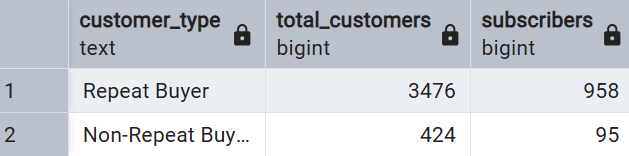 customer_type total_customers subscribers
text bigint bigint
1 Repeat Buyer 3476 958
2 Non-Repeat Buy... 424 95